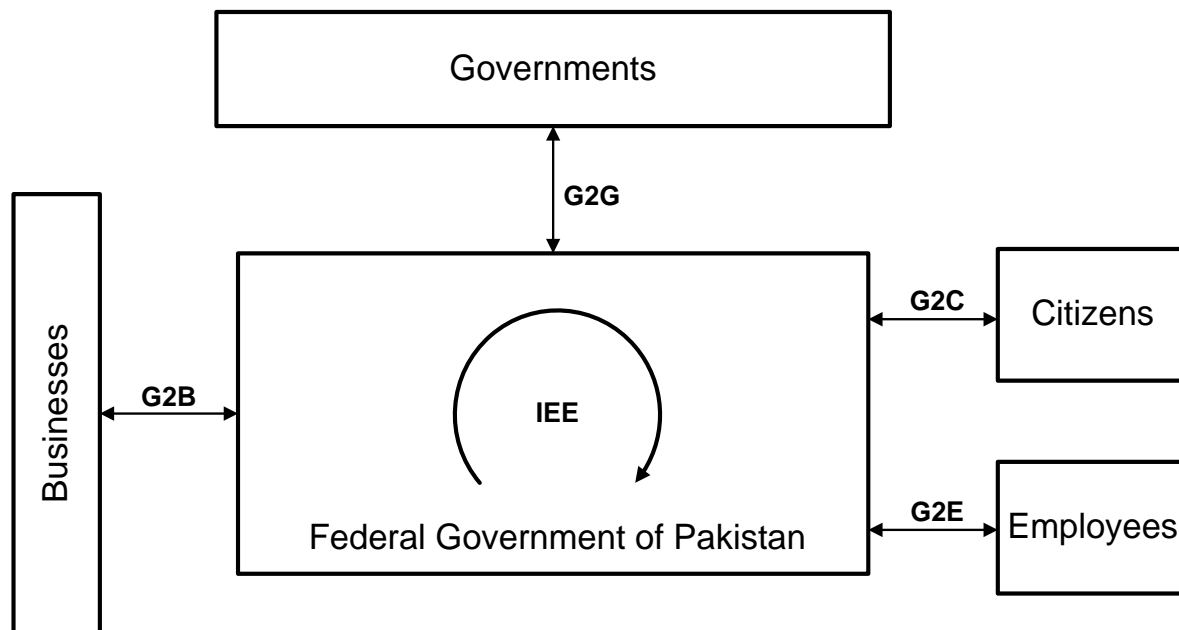 Governments
G2G
Businesses
G2B
IEE
Federal Government of Pakistan
G2C
Citizens
G2E
Employees